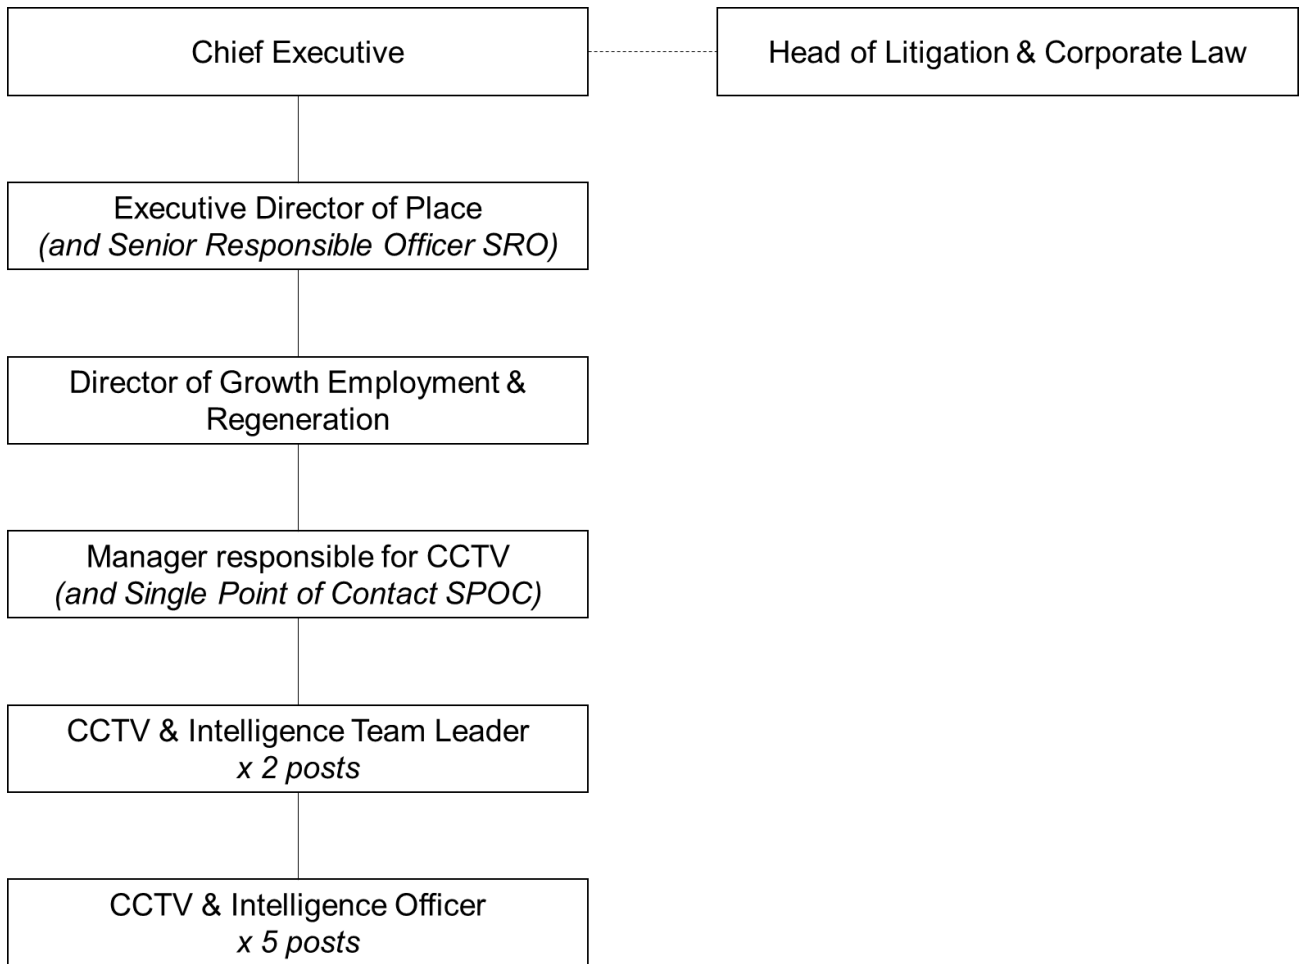 Chief Executive
Head of Litigation & Corporate Law
Executive Director of Place
(and Senior Responsible Officer SRO)
Director of Growth Employment &
Regeneration
Manager responsible for CCTV
(and Single Point of Contact SPOC)
CCTV & Intelligence Team Leader
x 2 posts
CCTV & Intelligence Officer
x 5 posts